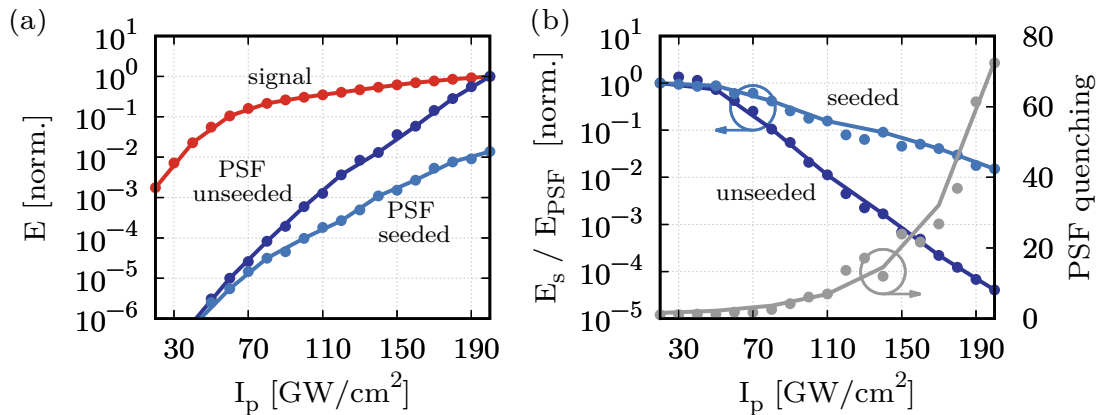 (a)
E [norm.]
10^1
10^0
10^-1
10^-2
10^-3
10^-4
10^-5
10^-6
signal
PSF
unseeded
PSF
seeded
30 70 110 150 190
I_p [GW/cm^2]
(b)
E_s / E_PSF [norm.]
10^1
10^0
10^-1
10^-2
10^-3
10^-4
10^-5
seeded
unseeded
30 70 110 150 190
I_p [GW/cm^2]
80
60
40
20
0
PSF quenching